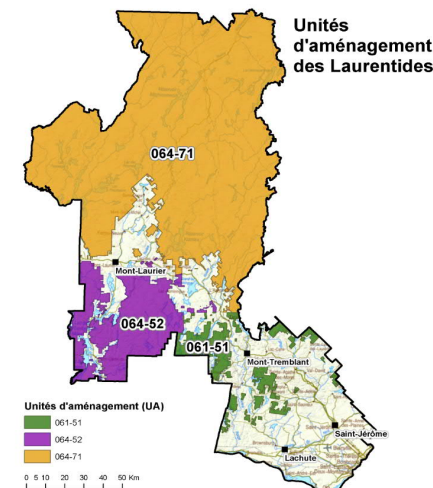 Unités
d'aménagement
des Laurentides
064-71
Mont-Laurier
064-52
061-51
Mont-Tremblant
Saint-Jérôme
Lachute
Unités d'aménagement (UA)
061-51
064-52
064-71
0 5 10 20 30 40 50 Km